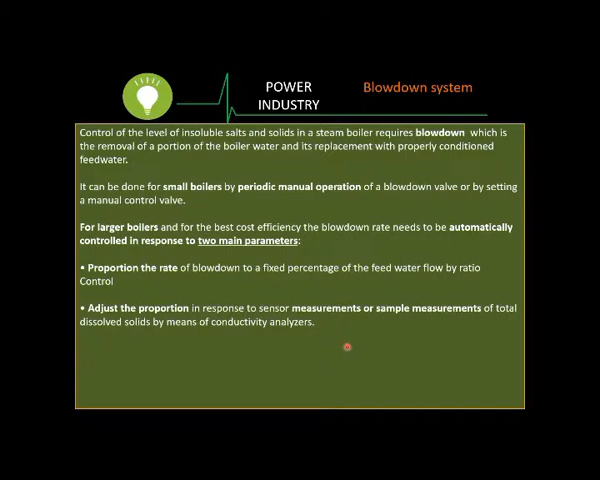 POWER
INDUSTRY
Blowdown system
Control of the level of insoluble salts and solids in a steam boiler requires blowdown which is
the removal of a portion of the boiler water and its replacement with properly conditioned
feedwater.
It can be done for small boilers by periodic manual operation of a blowdown valve or by setting
a manual control valve.
For larger boilers and for the best cost efficiency the blowdown rate needs to be automatically
controlled in response to two main parameters:
• Proportion the rate of blowdown to a fixed percentage of the feed water flow by ratio
Control
• Adjust the proportion in response to sensor measurements or sample measurements of total
dissolved solids by means of conductivity analyzers.